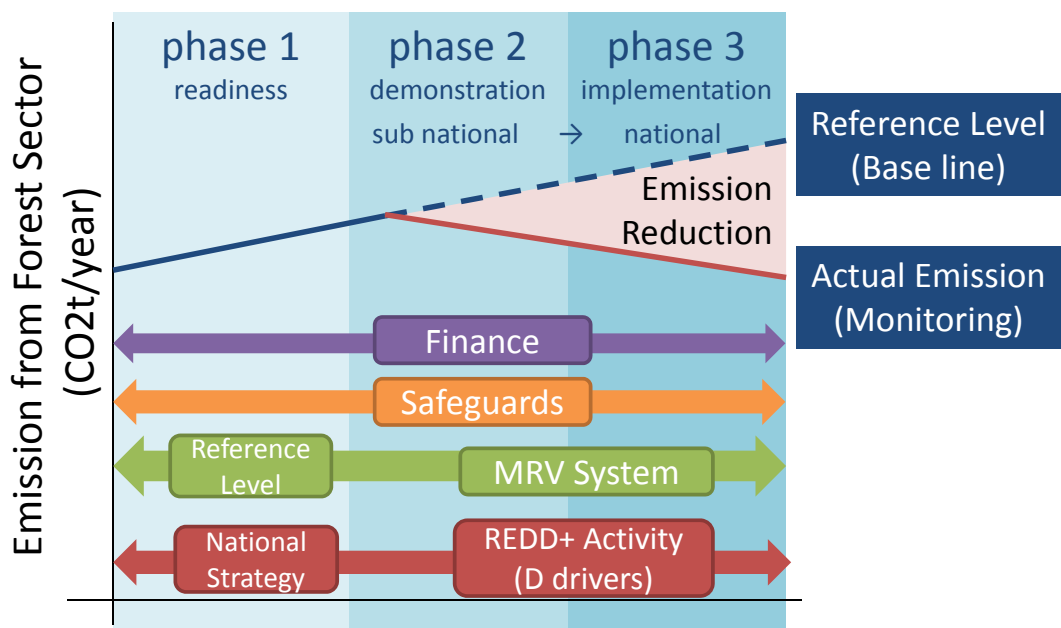 Emission from Forest Sector
(CO2t/year)
phase 1
readiness
phase 2
demonstration
sub national
→
phase 3
implementation
national
Reference Level
(Base line)
Emission
Reduction
Actual Emission
(Monitoring)
Finance
Safeguards
Reference
Level
MRV System
National
Strategy
REDD+ Activity
(D drivers)